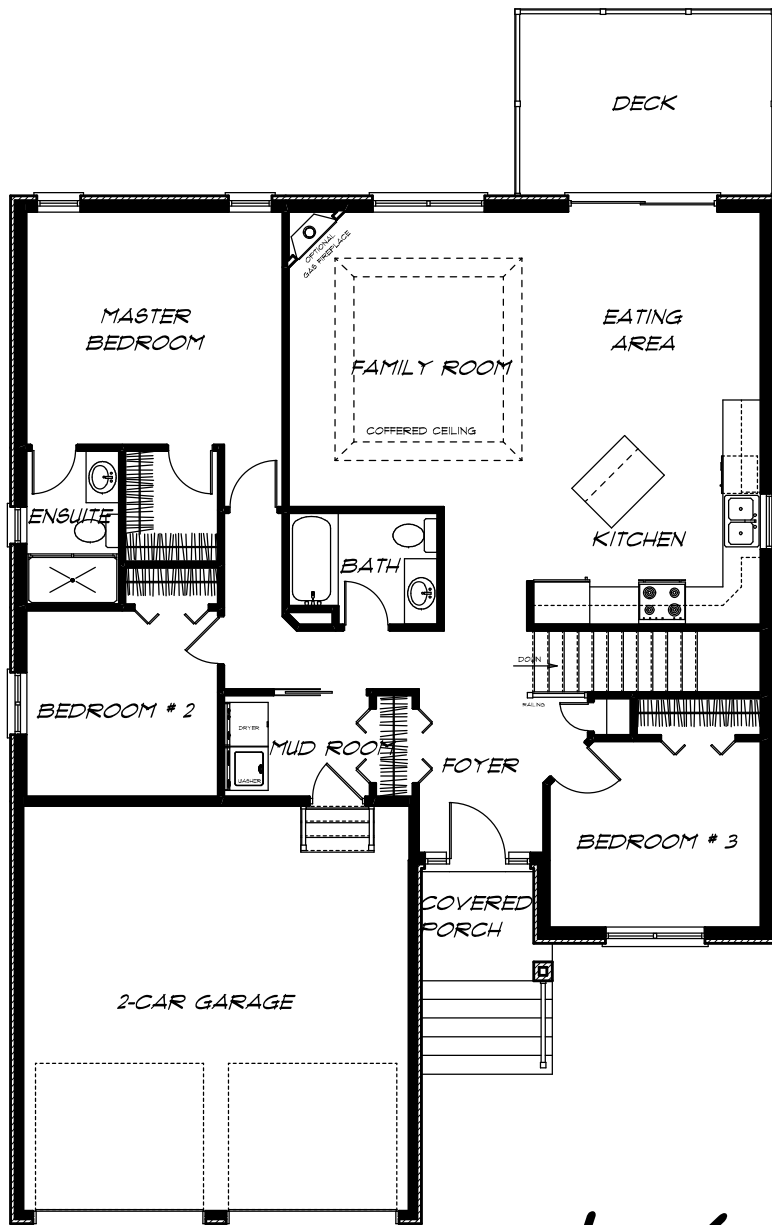 DECK
OPTIONAL
GAS FIREPLACE
MASTER
BEDROOM
EATING
AREA
FAMILY ROOM
COFFERED CEILING
ENSUITE
KITCHEN
BATH
DOWN
RAILING
BEDROOM # 2
DRYER
MUD ROOM
WASHER
FOYER
BEDROOM # 3
COVERED
PORCH
2-CAR GARAGE